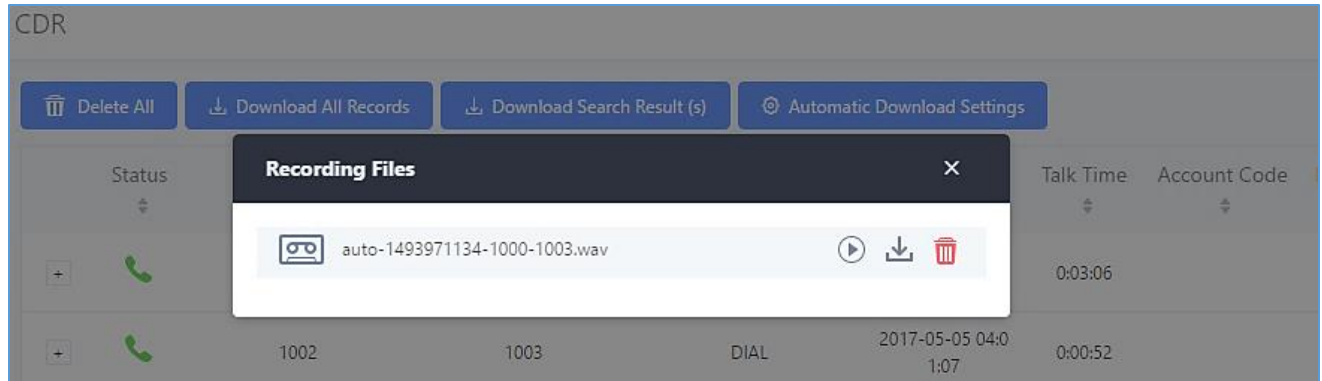 CDR
Delete All
Download All Records
Download Search Result (s)
Automatic Download Settings
Recording Files
Status
Talk Time
Account Code
auto-1493971134-1000-1003.wav
0:03:06
1002
1003
DIAL
2017-05-05 04:0
1:07
0:00:52